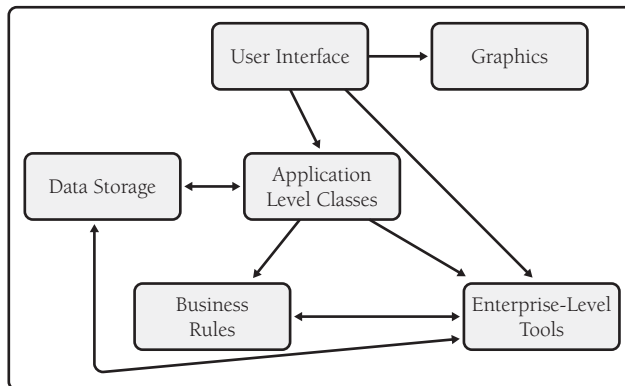 User Interface
Graphics
Data Storage
Application
Level Classes
Business
Rules
Enterprise-Level
Tools